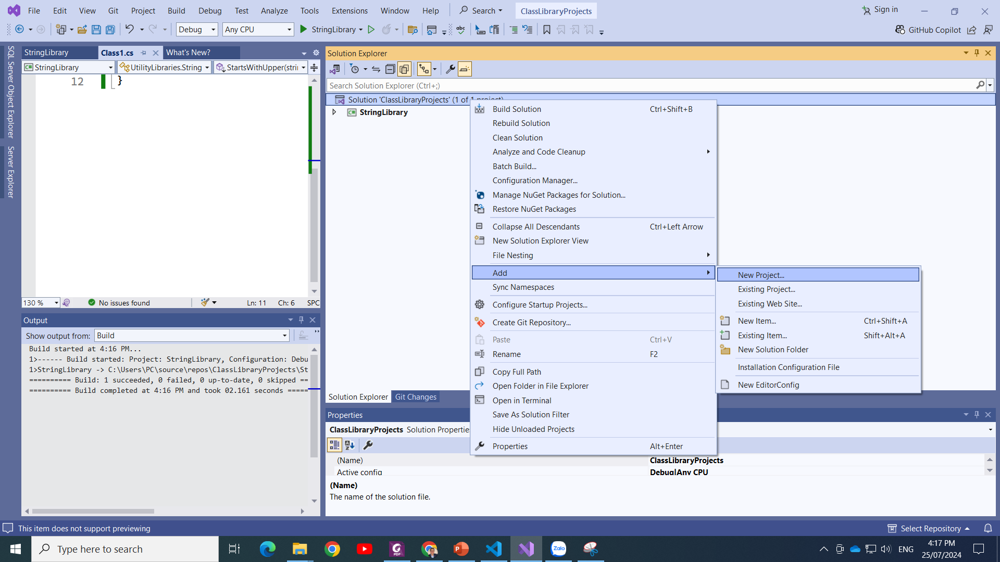 File Edit View Git Project Build Debug Test Analyze Tools Extensions Window Help Search ClassLibraryProjects Sign in
Debug Any CPU StringLibrary abc GitHub Copilot
SQL Server Object Explorer
Server Explorer
StringLibrary Class1.cs What's New?
StringLibrary UtilityLibraries.String StartsWithUpper(strin
12 }
130 % No issues found Ln: 11 Ch: 6 SPC
Output
Show output from: Build
Build started at 4:16 PM...
1>------ Build started: Project: StringLibrary, Configuration: Debu
1>StringLibrary -> C:\Users\PC\source\repos\ClassLibraryProjects\St
========== Build: 1 succeeded, 0 failed, 0 up-to-date, 0 skipped ==
========== Build completed at 4:16 PM and took 02.161 seconds =====
Solution Explorer
Search Solution Explorer (Ctrl+;)
Solution 'ClassLibraryProjects' (1 of 1 project)
StringLibrary
Build Solution Ctrl+Shift+B
Rebuild Solution
Clean Solution
Analyze and Code Cleanup
Batch Build...
Configuration Manager...
Manage NuGet Packages for Solution...
Restore NuGet Packages
Collapse All Descendants Ctrl+Left Arrow
New Solution Explorer View
File Nesting
Add
Sync Namespaces
Configure Startup Projects...
Create Git Repository...
Paste Ctrl+V
Rename F2
Copy Full Path
Open Folder in File Explorer
Open in Terminal
Save As Solution Filter
Hide Unloaded Projects
Properties Alt+Enter
New Project...
Existing Project...
Existing Web Site...
New Item... Ctrl+Shift+A
Existing Item... Shift+Alt+A
New Solution Folder
Installation Configuration File
New EditorConfig
Solution Explorer Git Changes
Properties
ClassLibraryProjects Solution Propertie
(Name) ClassLibraryProjects
Active config Debug|Any CPU
(Name)
The name of the solution file.
This item does not support previewing Select Repository
Type here to search PDF Zalo ENG 4:17 PM
25/07/2024